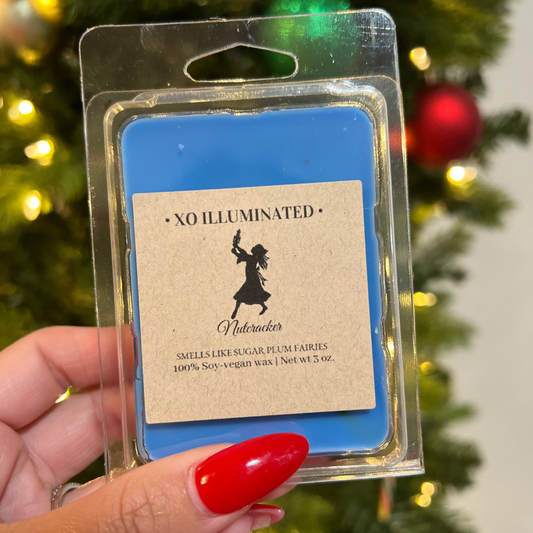 • XO ILLUMINATED •
Nutcracker
SMELLS LIKE SUGAR PLUM FAIRIES
100% Soy-vegan wax | Net wt 3 oz.